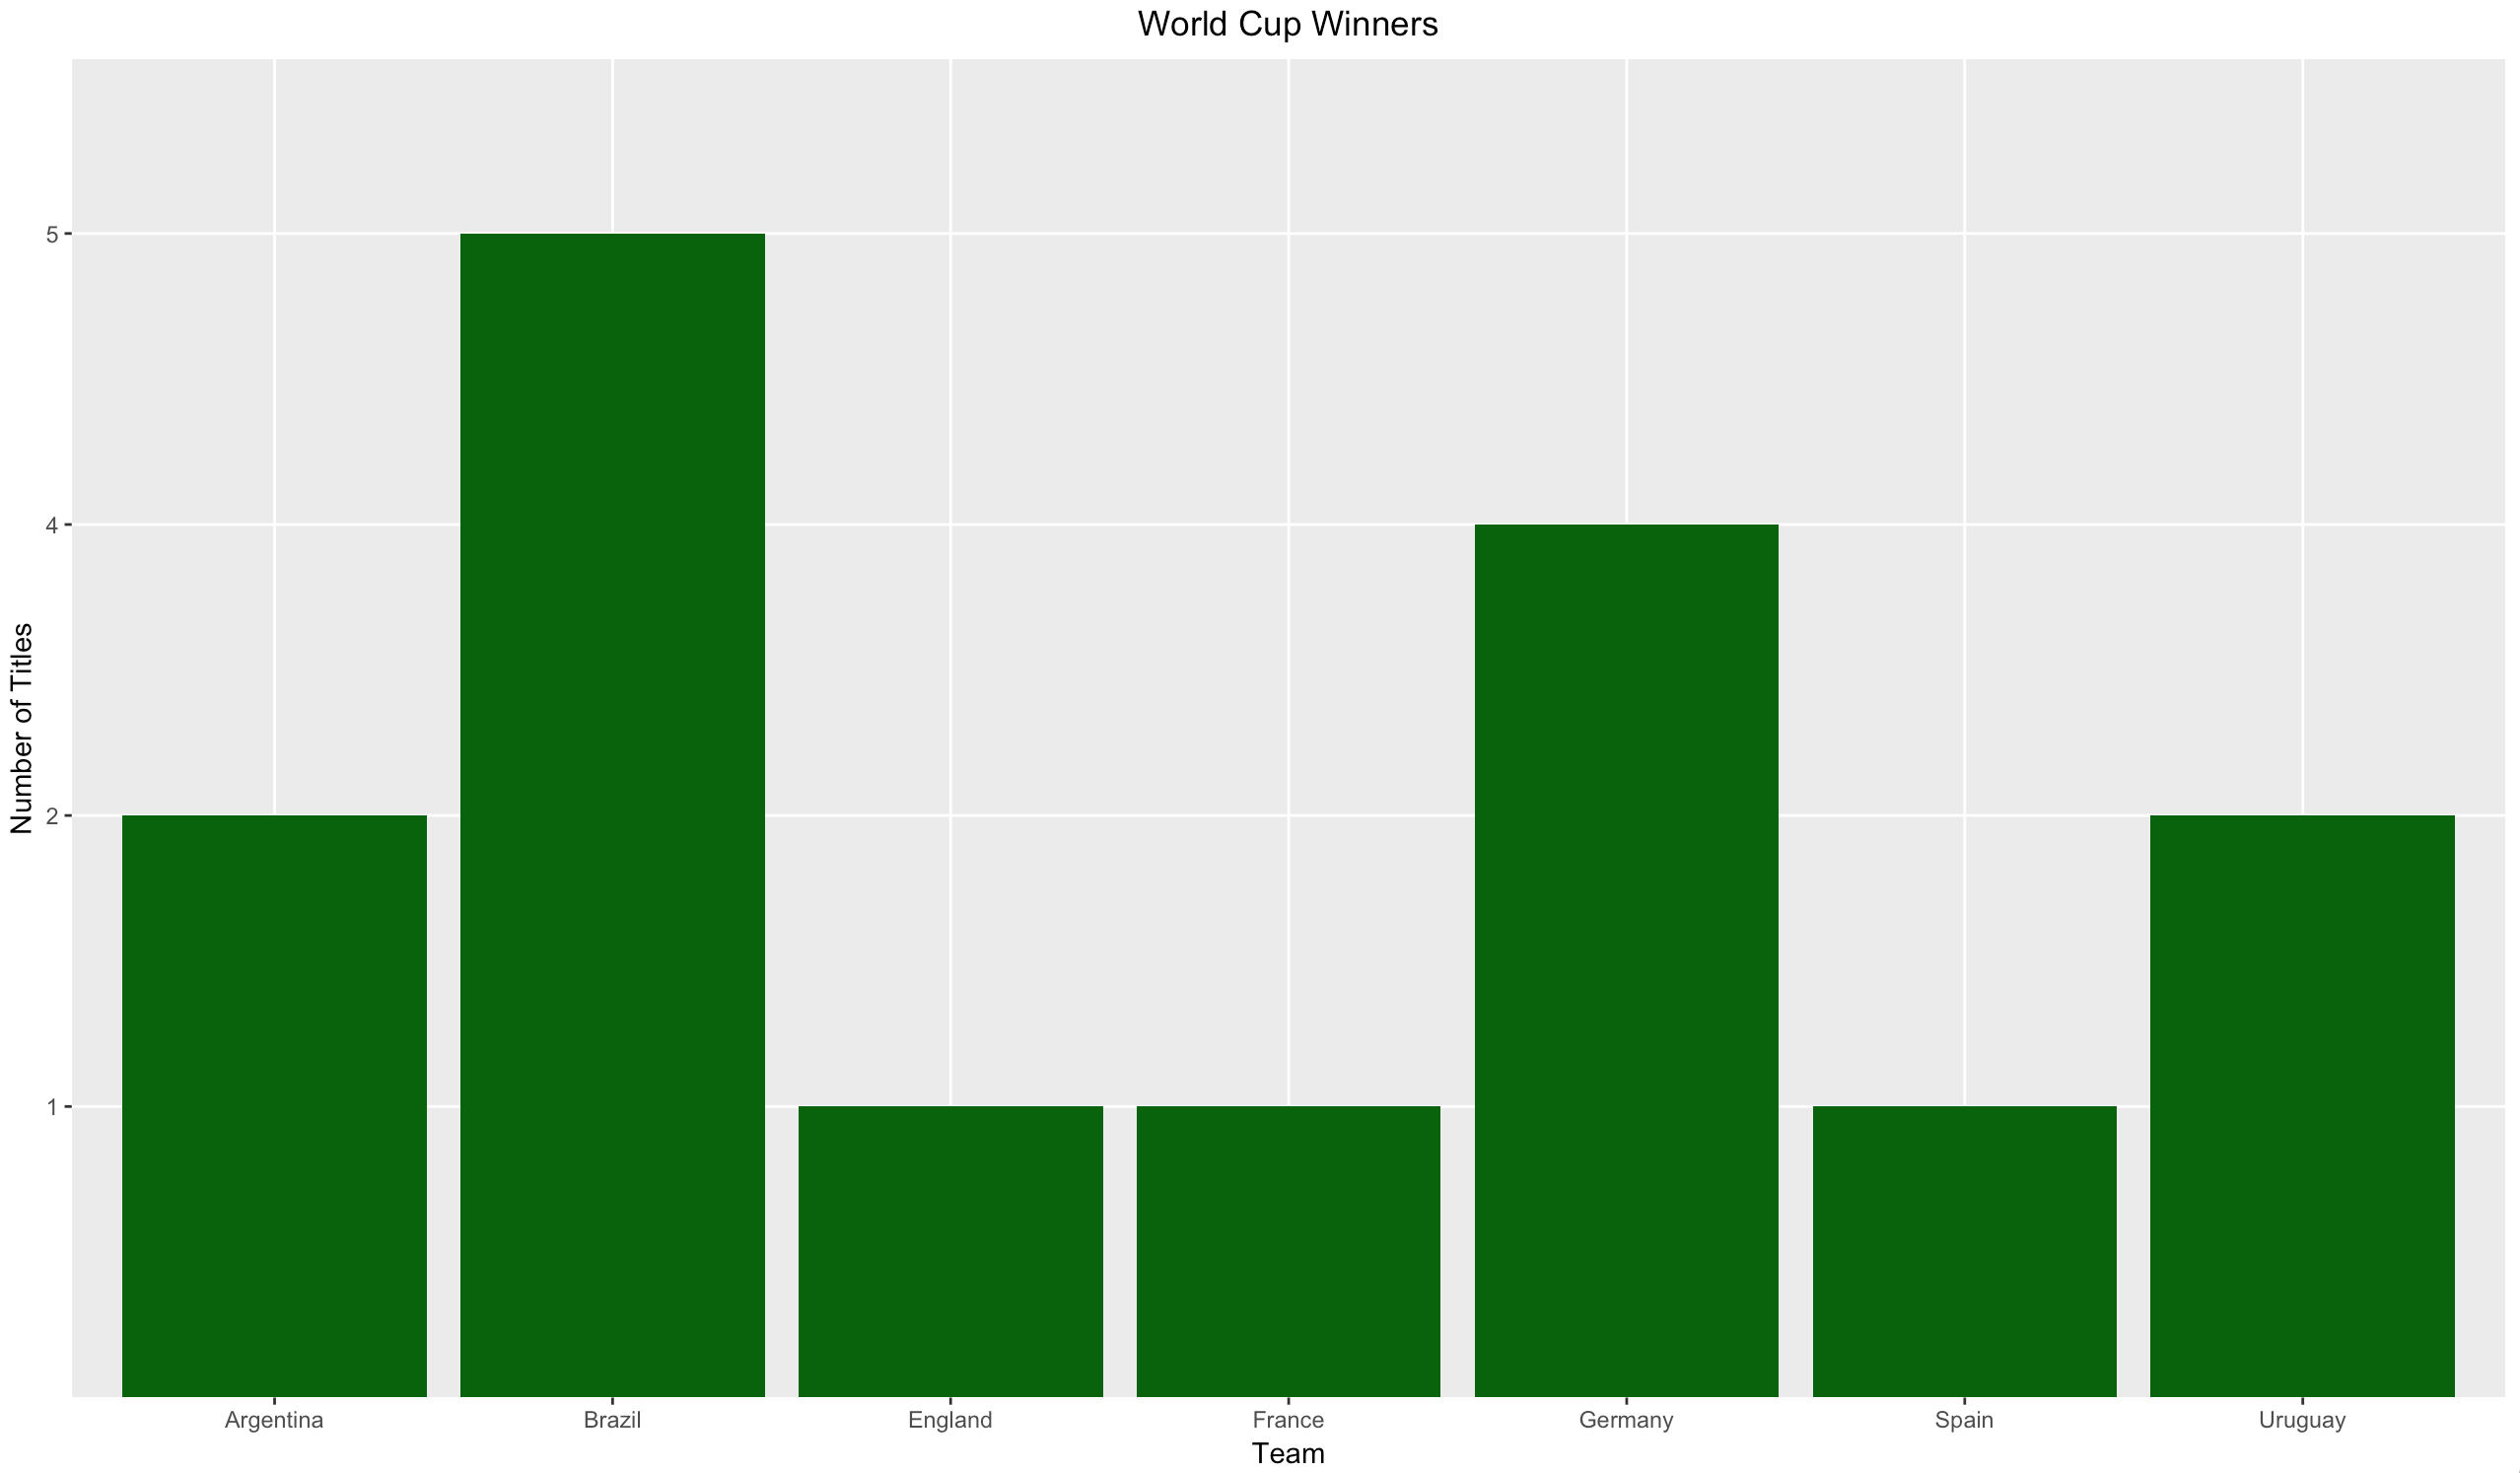 World Cup Winners
Number of Titles
5
4
2
1
Argentina Brazil England France Germany Spain Uruguay
Team